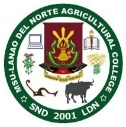 MSU-LANAO DEL NORTE AGRICULTURAL COLLEGE
SND 2001 LDN